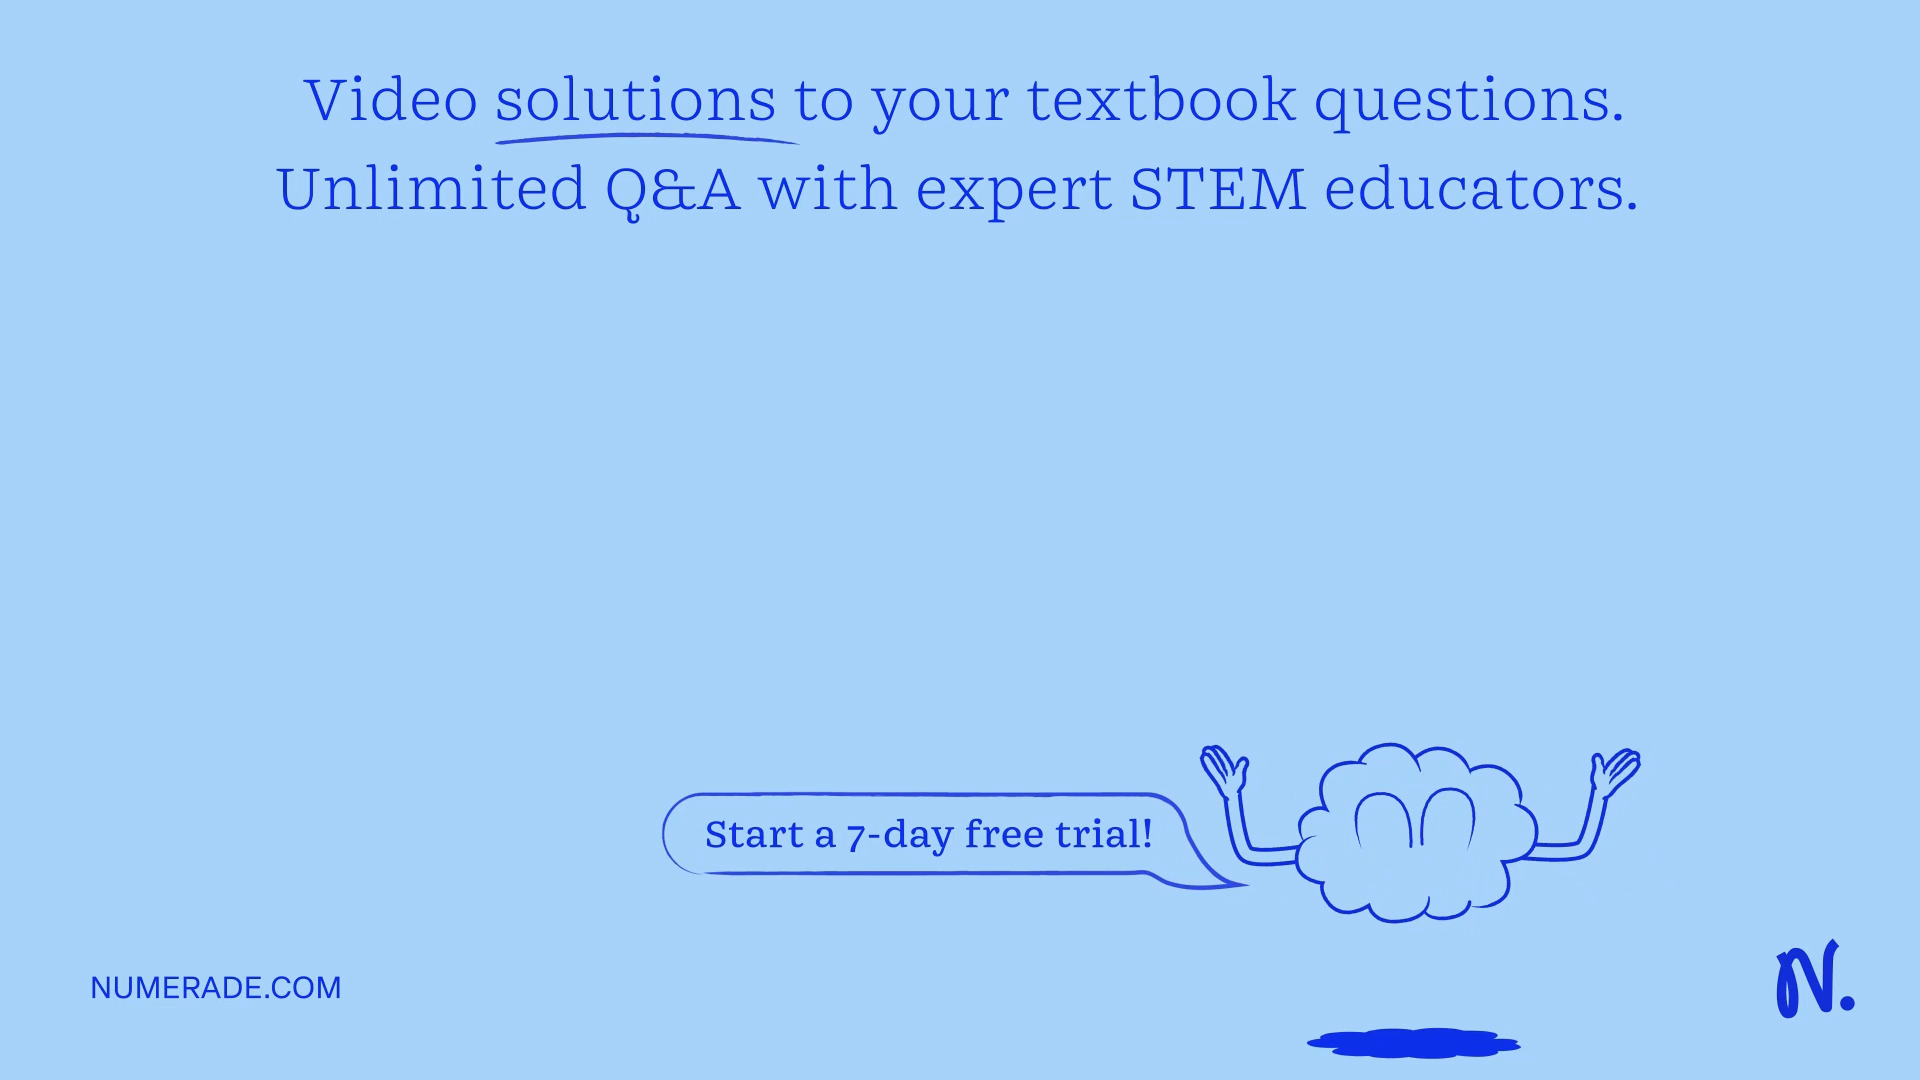 Video solutions to your textbook questions.
Unlimited Q&A with expert STEM educators.
Start a 7-day free trial!
NUMERADE.COM
N.